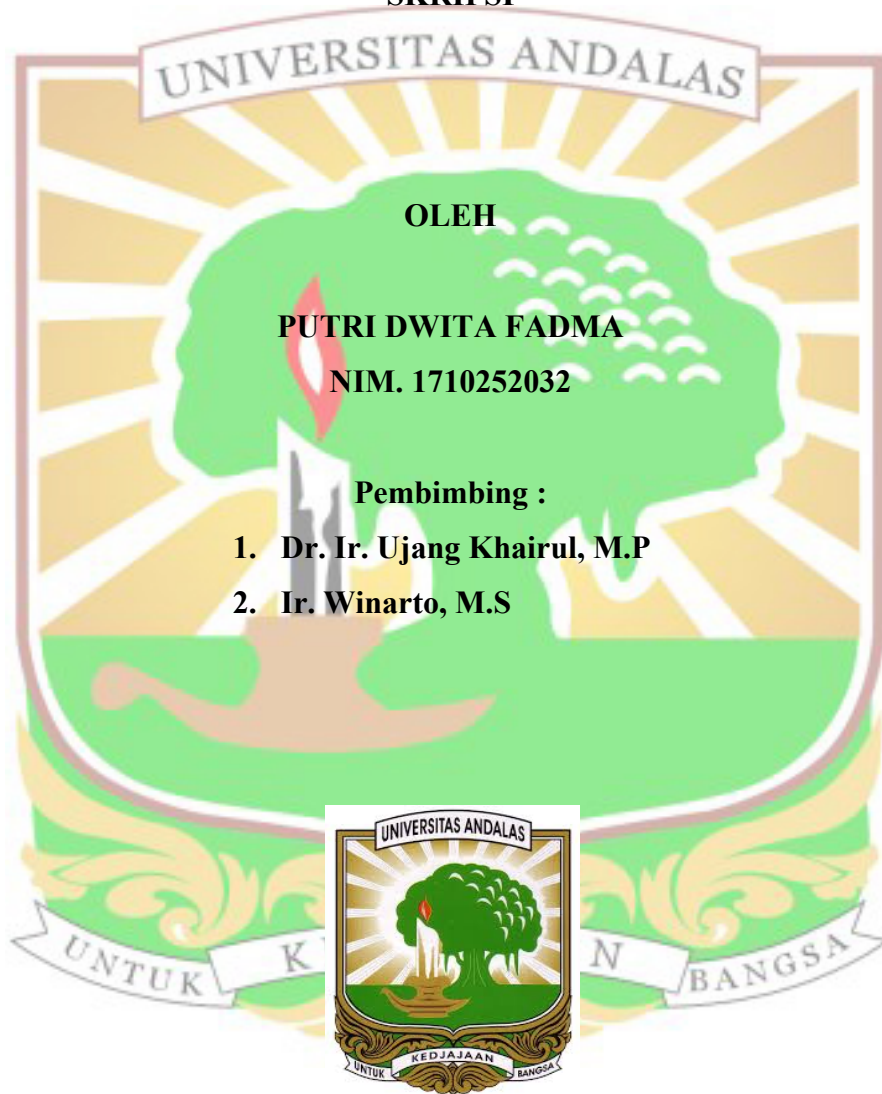 SKRIPSI
UNIVERSITAS ANDALAS
OLEH
PUTRI DWITA FADMA
NIM. 1710252032
Pembimbing :
1. Dr. Ir. Ujang Khairul, M.P
2. Ir. Winarto, M.S
UNIVERSITAS ANDALAS
UNTUK K N BANGSA
UNTUK KEDJAJAAN BANGSA